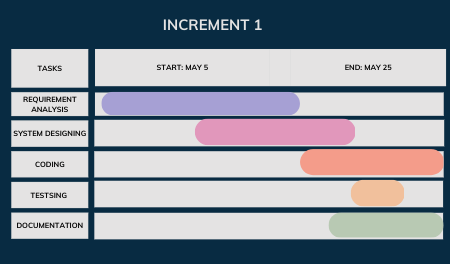 INCREMENT 1
TASKS
START: MAY 5
END: MAY 25
REQUIREMENT
ANALYSIS
SYSTEM DESIGNING
CODING
TESTSING
DOCUMENTATION